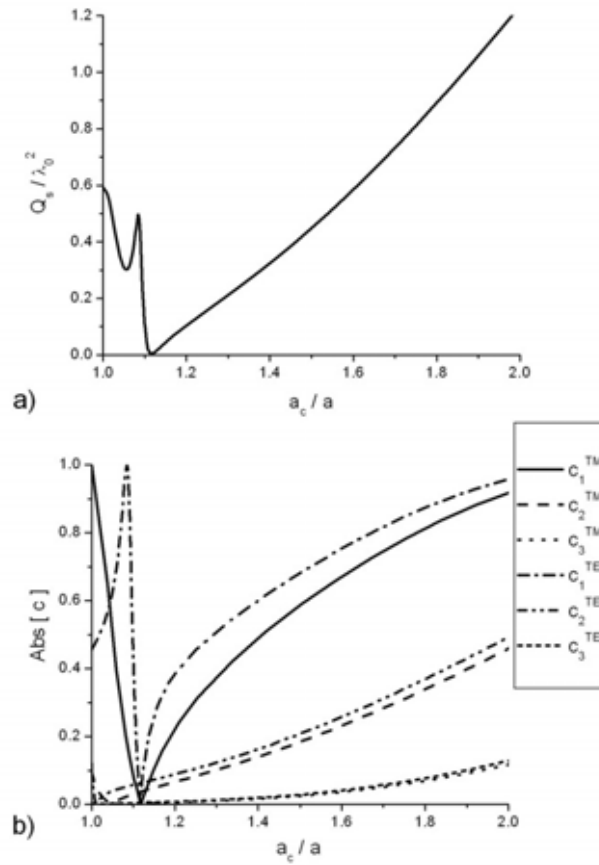 1.2
1.0
0.8
0.6
0.4
0.2
0.0
Q_s / λ_0^2
1.0 1.2 1.4 1.6 1.8 2.0
a_c / a
a)
1.0
0.8
0.6
0.4
0.2
0.0
Abs [ c ]
1.0 1.2 1.4 1.6 1.8 2.0
a_c / a
b)
c_1^TM
c_2^TM
c_3^TM
c_1^TE
c_2^TE
c_3^TE